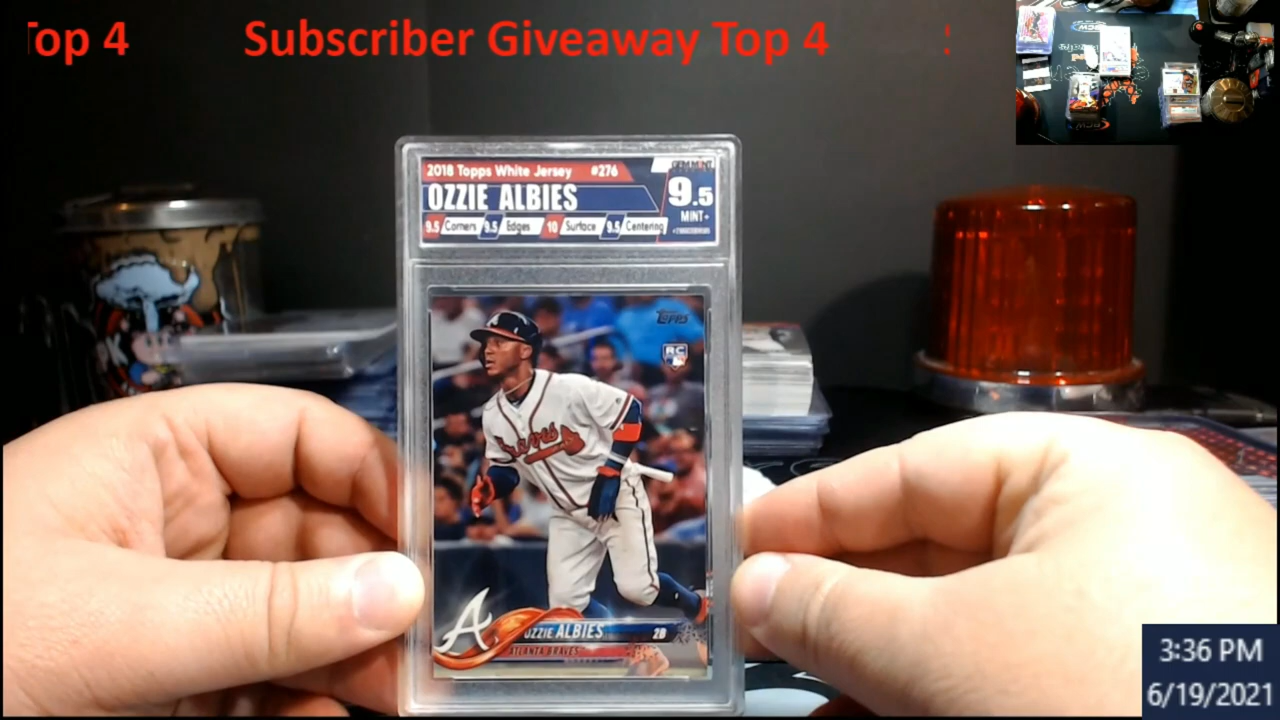 Top 4 Subscriber Giveaway Top 4
2018 Topps White Jersey #276
GEM MINT
OZZIE ALBIES
9.5
MINT+
9.5 Corners 9.5 Edges 10 Surface 9.5 Centering
TOPPS
RC
Braves
A
OZZIE ALBIES 2B
ATLANTA BRAVES
3:36 PM
6/19/2021